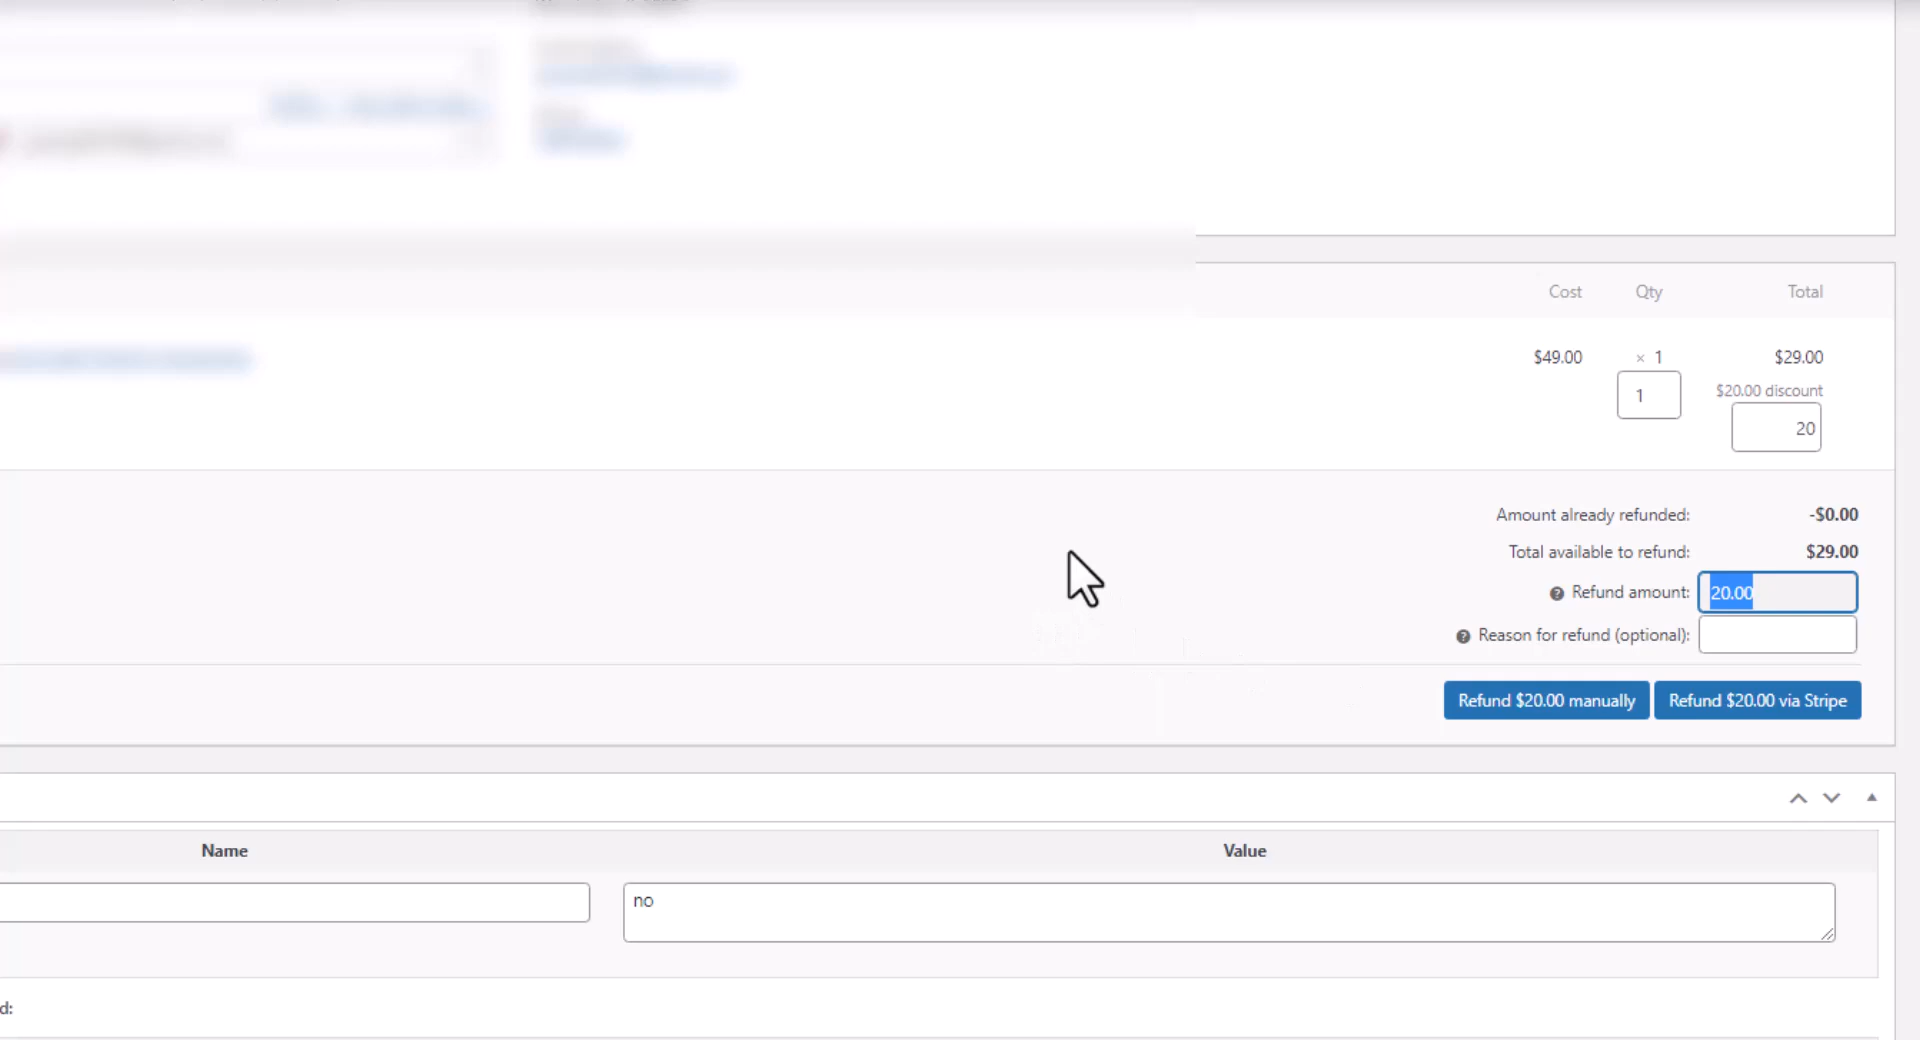 Cost Qty Total
$49.00 × 1 $29.00
$20.00 discount
1 20
Amount already refunded: -$0.00
Total available to refund: $29.00
Refund amount: 20.00
Reason for refund (optional):
Refund $20.00 manually Refund $20.00 via Stripe
Name Value
no
d: